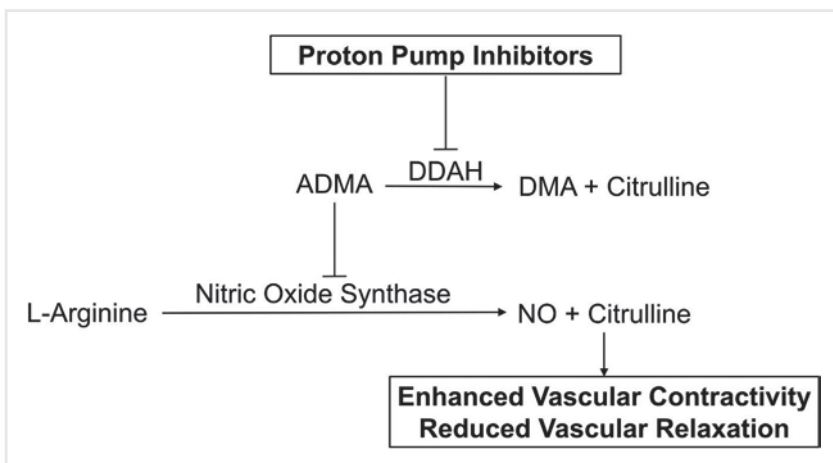 Proton Pump Inhibitors
DDAH
ADMA
DMA + Citrulline
Nitric Oxide Synthase
L-Arginine
NO + Citrulline
Enhanced Vascular Contractivity
Reduced Vascular Relaxation